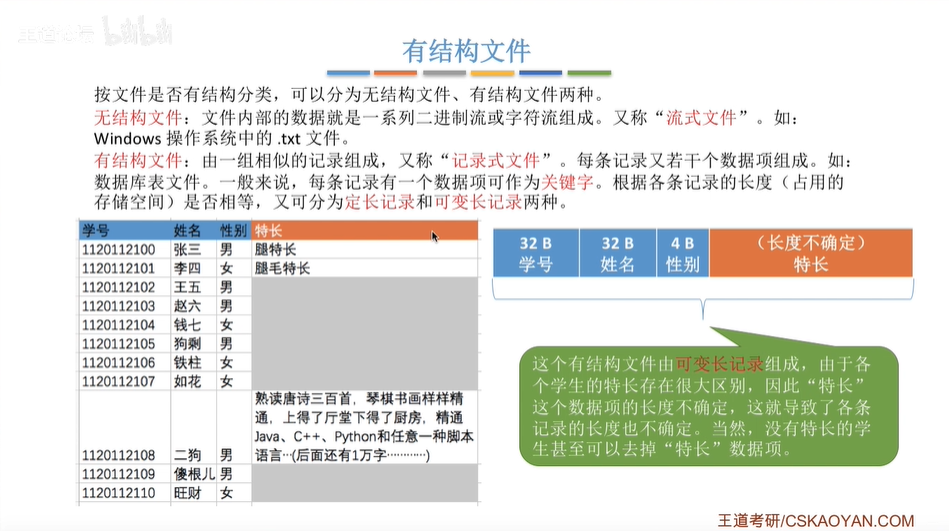 王道论坛 bilibili
有结构文件
按文件是否有结构分类，可以分为无结构文件、有结构文件两种。
无结构文件：文件内部的数据就是一系列二进制流或字符流组成。又称“流式文件”。如：
Windows 操作系统中的 .txt 文件。
有结构文件：由一组相似的记录组成，又称“记录式文件”。每条记录又若干个数据项组成。如：
数据库表文件。一般来说，每条记录有一个数据项可作为关键字。根据各条记录的长度（占用的
存储空间）是否相等，又可分为定长记录和可变长记录两种。
学号 姓名 性别 特长
1120112100 张三 男 腿特长
1120112101 李四 女 腿毛特长
1120112102 王五 男
1120112103 赵六 男
1120112104 钱七 女
1120112105 狗剩 男
1120112106 铁柱 女
1120112107 如花 女
熟读唐诗三百首，琴棋书画样样精
通，上得了厅堂下得了厨房，精通
Java、C++、Python和任意一种脚本
1120112108 二狗 男 语言…(后面还有1万字…………)
1120112109 傻根儿 男
1120112110 旺财 女
32 B 32 B 4 B （长度不确定）
学号 姓名 性别 特长
这个有结构文件由可变长记录组成，由于各
个学生的特长存在很大区别，因此“特长”
这个数据项的长度不确定，这就导致了各条
记录的长度也不确定。当然，没有特长的学
生甚至可以去掉“特长”数据项。
王道考研/CSKAOYAN.COM